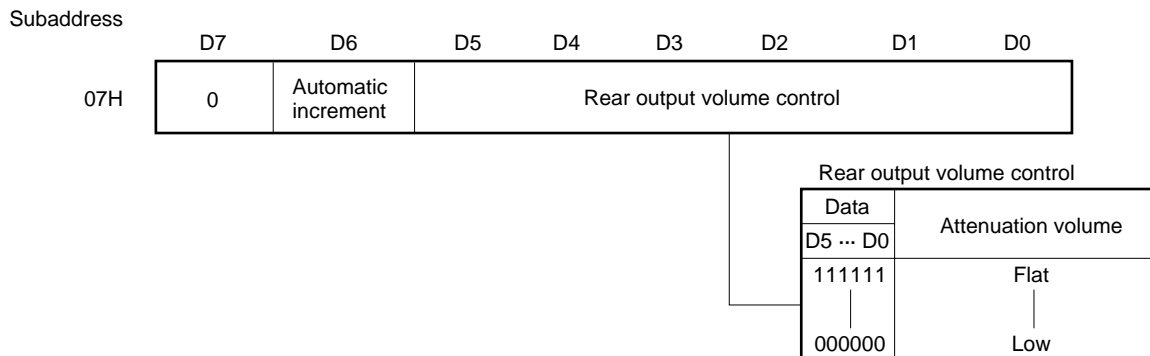 Subaddress
D7 D6 D5 D4 D3 D2 D1 D0
07H 0 Automatic increment Rear output volume control
Rear output volume control
Data Attenuation volume
D5 ··· D0
111111 Flat
000000 Low